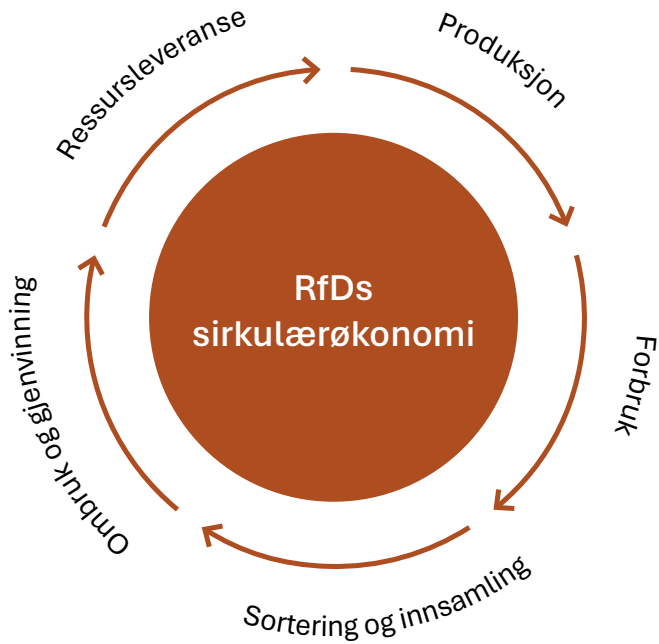 Ressursleveranse
Produksjon
RfDs
sirkulærøkonomi
Forbruk
Ombruk og gjenvinning
Sortering og innsamling